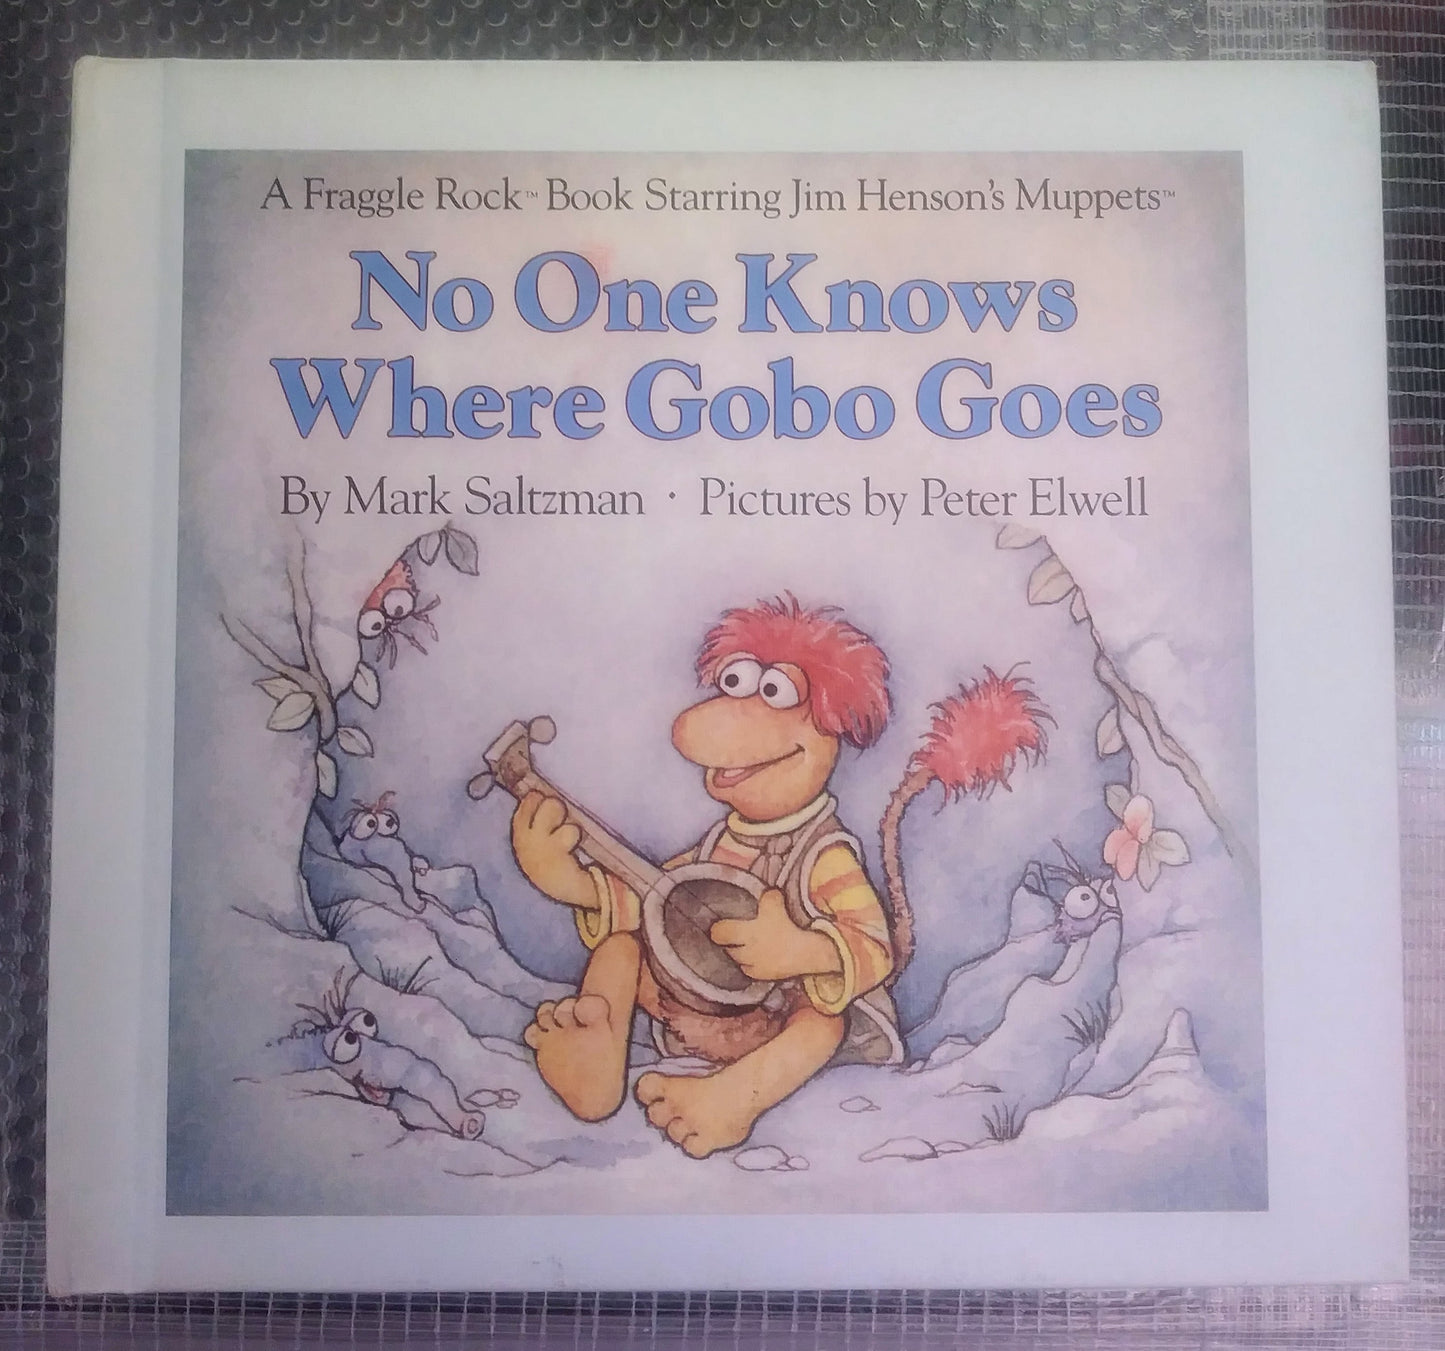 A Fraggle Rock™ Book Starring Jim Henson's Muppets™
No One Knows
Where Gobo Goes
By Mark Saltzman · Pictures by Peter Elwell